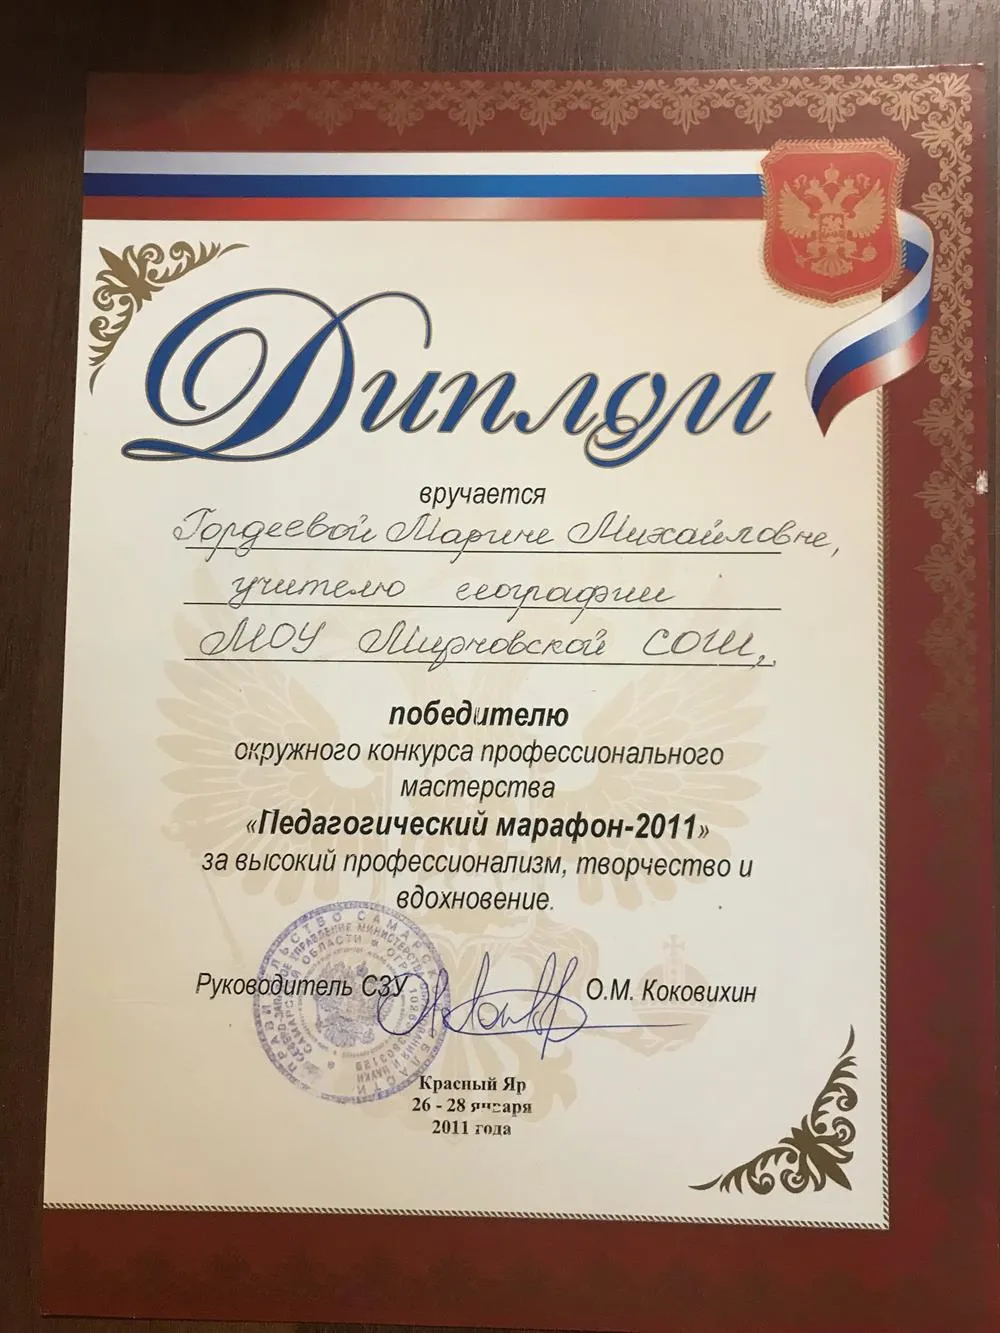 Диплом
вручается
Гордеевой Марине Михайловне,
учителю географии
МОУ Мирновской СОШ,
победителю
окружного конкурса профессионального
мастерства
«Педагогический марафон-2011»
за высокий профессионализм, творчество и
вдохновение.
Руководитель СЗУ О.М. Коковихин
Красный Яр
26 - 28 января
2011 года